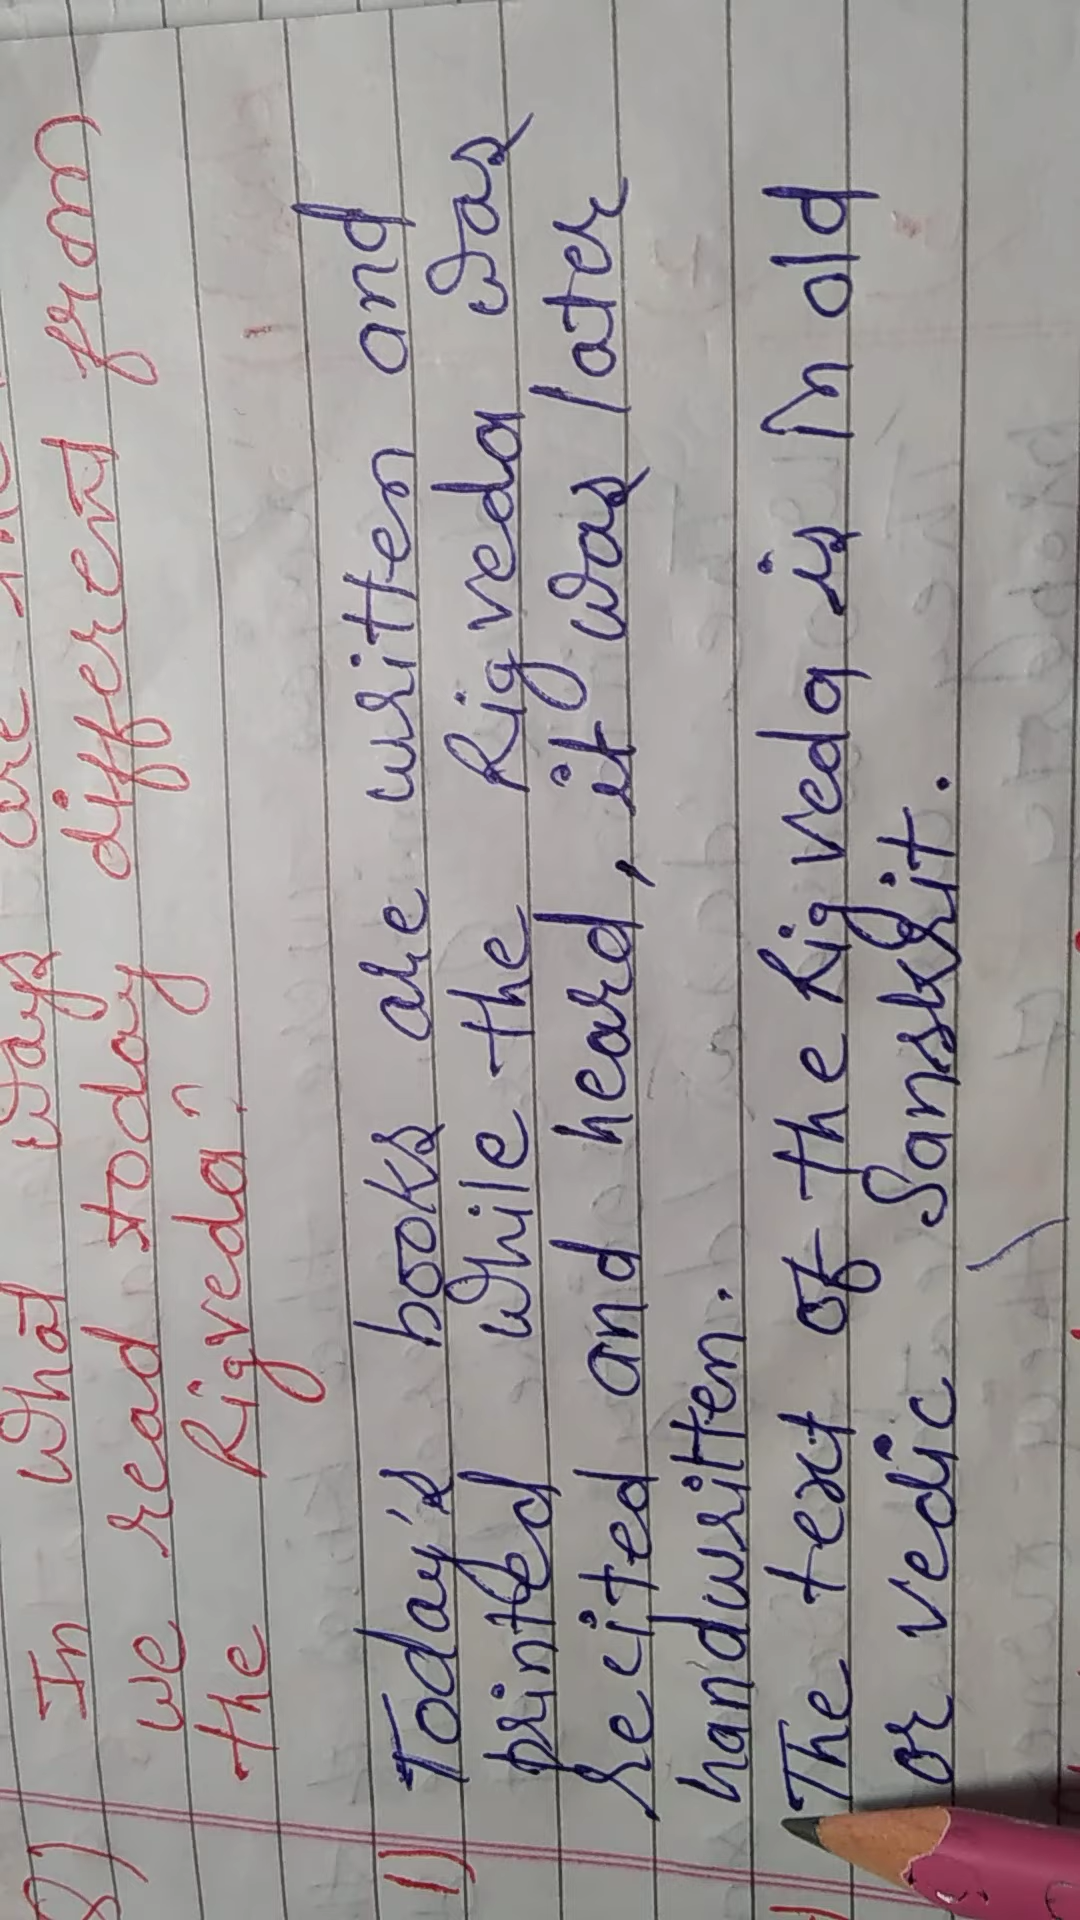 Q) In what ways are the
we read today different from
the Rigveda?
1) Today's books are written and
printed while the Rigveda was
recited and heard, it was later
handwritten.
The text of the Rigveda is in old
or vedic Sanskrit.